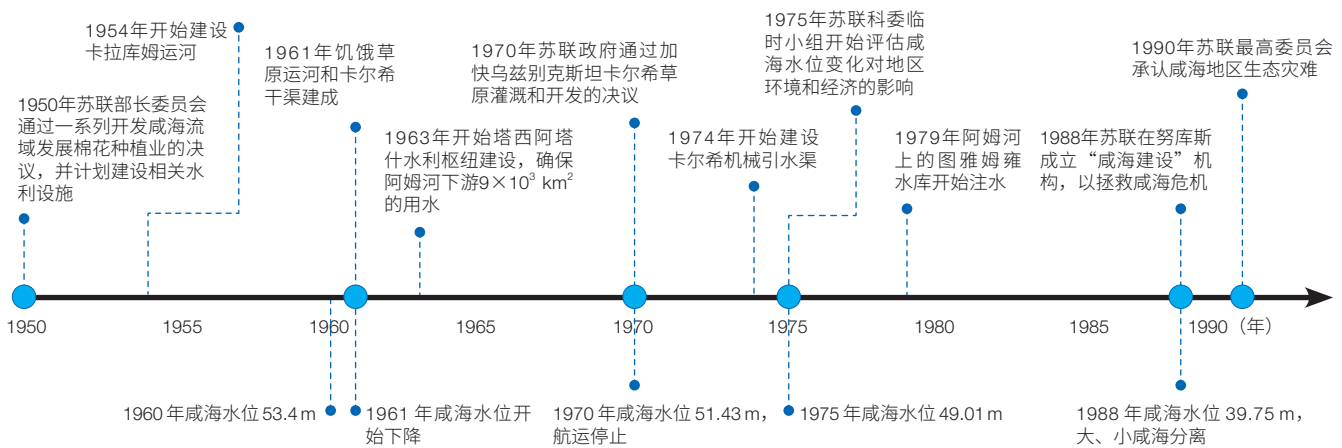 1954年开始建设
卡拉库姆运河
1950年苏联部长委员会
通过一系列开发咸海流
域发展棉花种植业的决
议，并计划建设相关水
利设施
1961年饥饿草
原运河和卡尔希
干渠建成
1963年开始塔西阿塔
什水利枢纽建设，确保
阿姆河下游9×10³ km²
的用水
1970年苏联政府通过加
快乌兹别克斯坦卡尔希草
原灌溉和开发的决议
1974年开始建设
卡尔希机械引水渠
1975年苏联科委临
时小组开始评估咸
海水位变化对地区
环境和经济的影响
1979年阿姆河
上的图雅姆雍
水库开始注水
1988年苏联在努库斯
成立“咸海建设”机
构，以拯救咸海危机
1990年苏联最高委员会
承认咸海地区生态灾难
1950 1955 1960 1965 1970 1975 1980 1985 1990（年）
1960年咸海水位53.4 m
1961 年咸海水位开
始下降
1970年咸海水位 51.43 m，
航运停止
1975年咸海水位 49.01 m
1988 年咸海水位 39.75 m，
大、小咸海分离